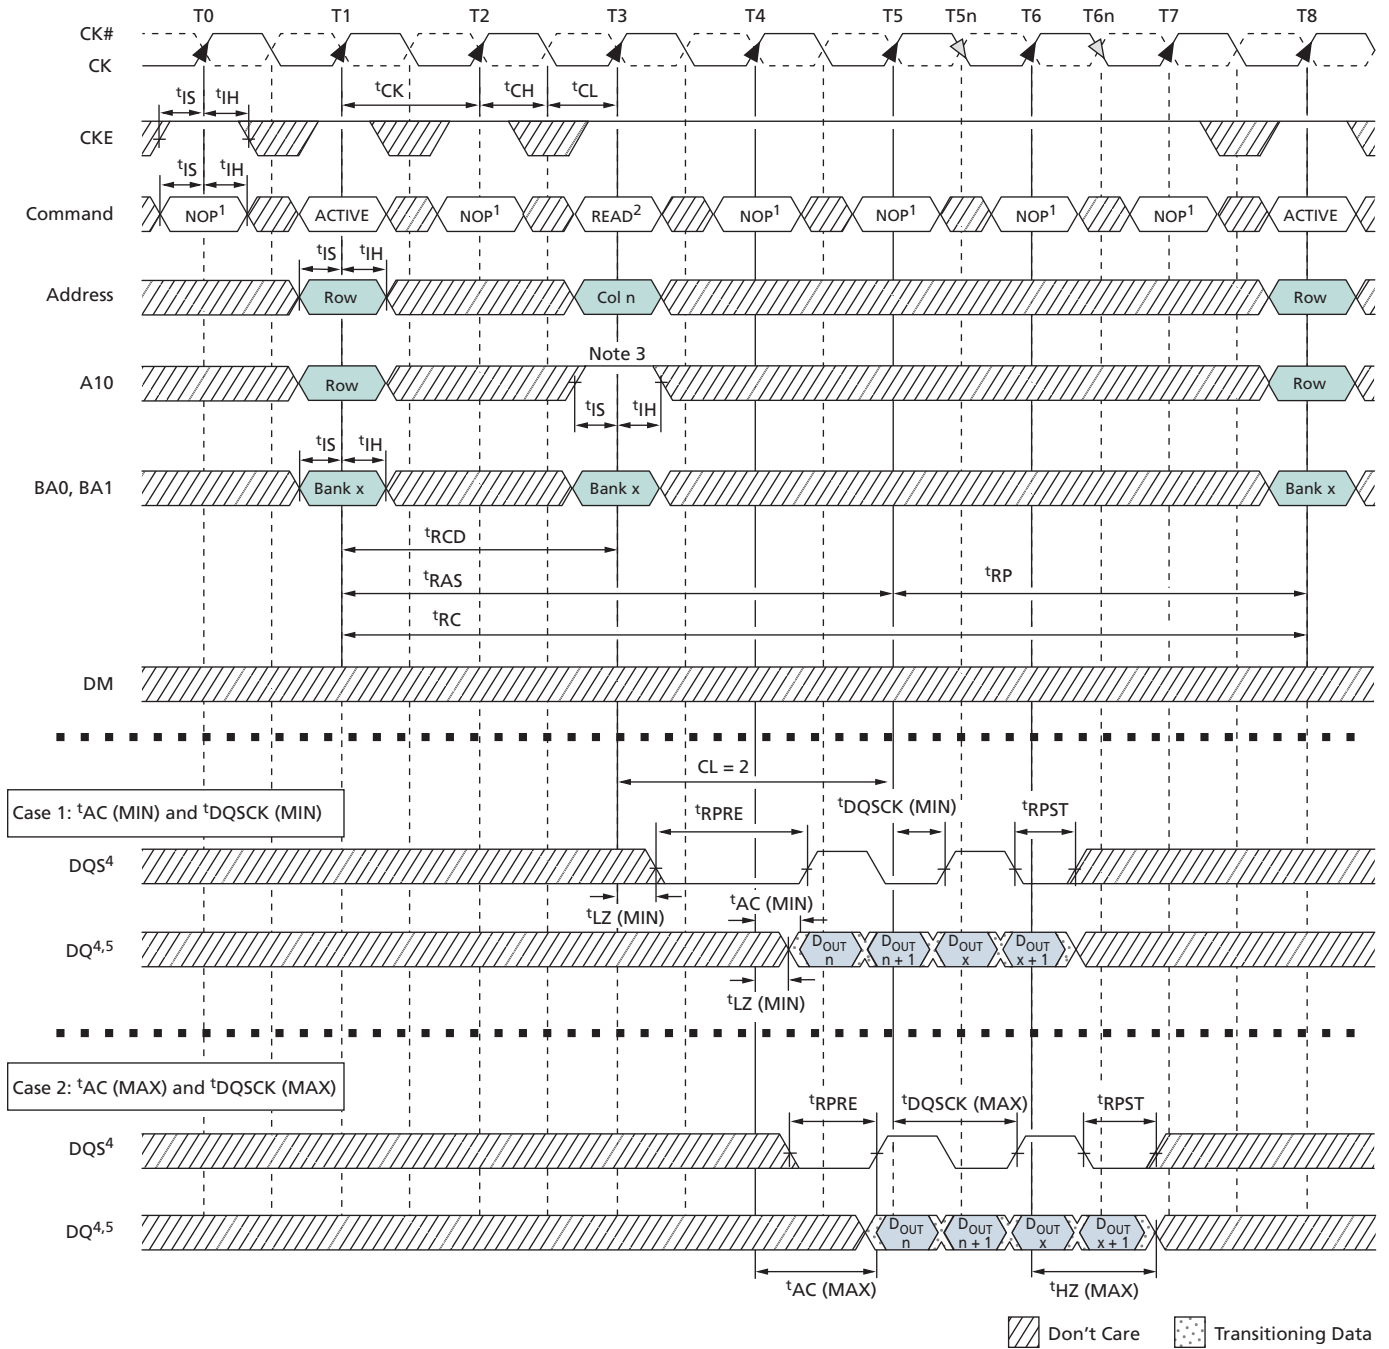 T0 T1 T2 T3 T4 T5 T5n T6 T6n T7 T8
CK#
CK
tCK tCH tCL
tIS tIH
CKE
tIS tIH
Command NOP1 ACTIVE NOP1 READ2 NOP1 NOP1 NOP1 NOP1 ACTIVE
tIS tIH
Address Row Col n Row
Note 3
A10 Row Row
tIS tIH
tIS tIH
BA0, BA1 Bank x Bank x Bank x
tRCD
tRAS tRP
tRC
DM
CL = 2
Case 1: tAC (MIN) and tDQSCK (MIN)
tRPRE tDQSCK (MIN) tRPST
DQS4
tLZ (MIN) tAC (MIN)
DQ4,5 DOUT n DOUT n + 1 DOUT x DOUT x + 1
tLZ (MIN)
Case 2: tAC (MAX) and tDQSCK (MAX)
tRPRE tDQSCK (MAX) tRPST
DQS4
DQ4,5 DOUT n DOUT n + 1 DOUT x DOUT x + 1
tAC (MAX) tHZ (MAX)
Don't Care Transitioning Data